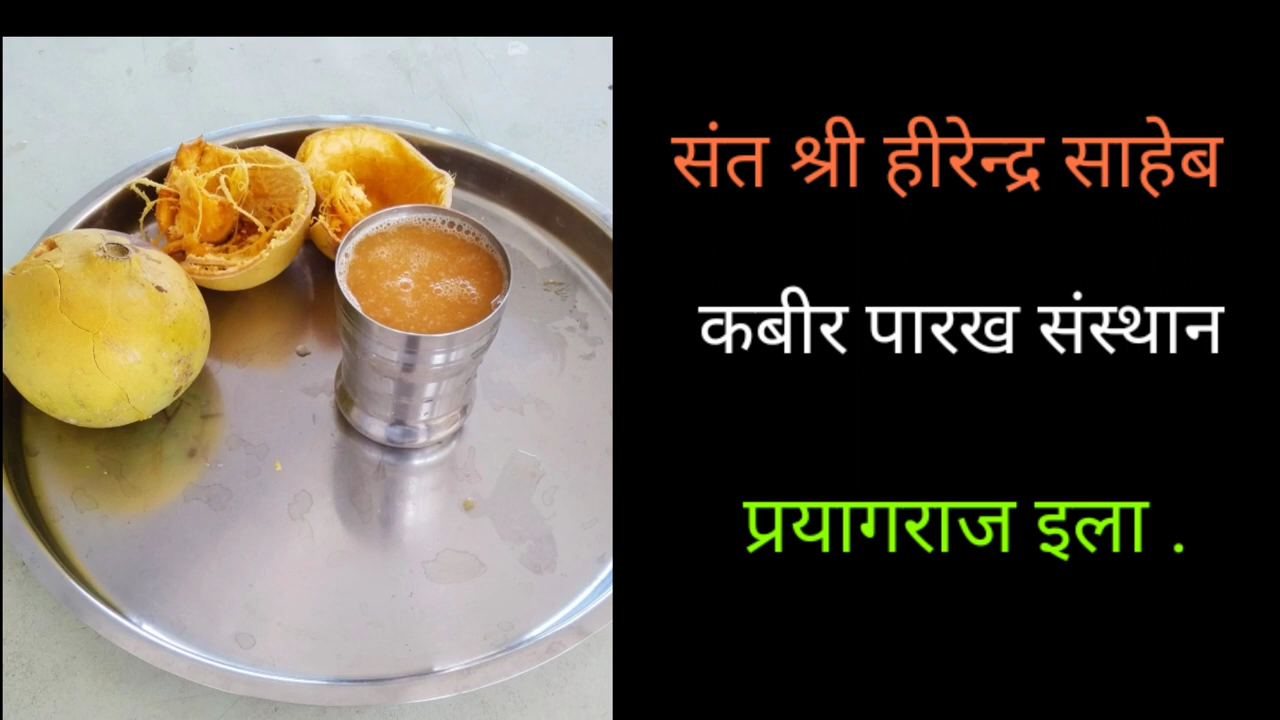 संत श्री हीरेन्द्र साहेब
कबीर पारख संस्थान
प्रयागराज इला .